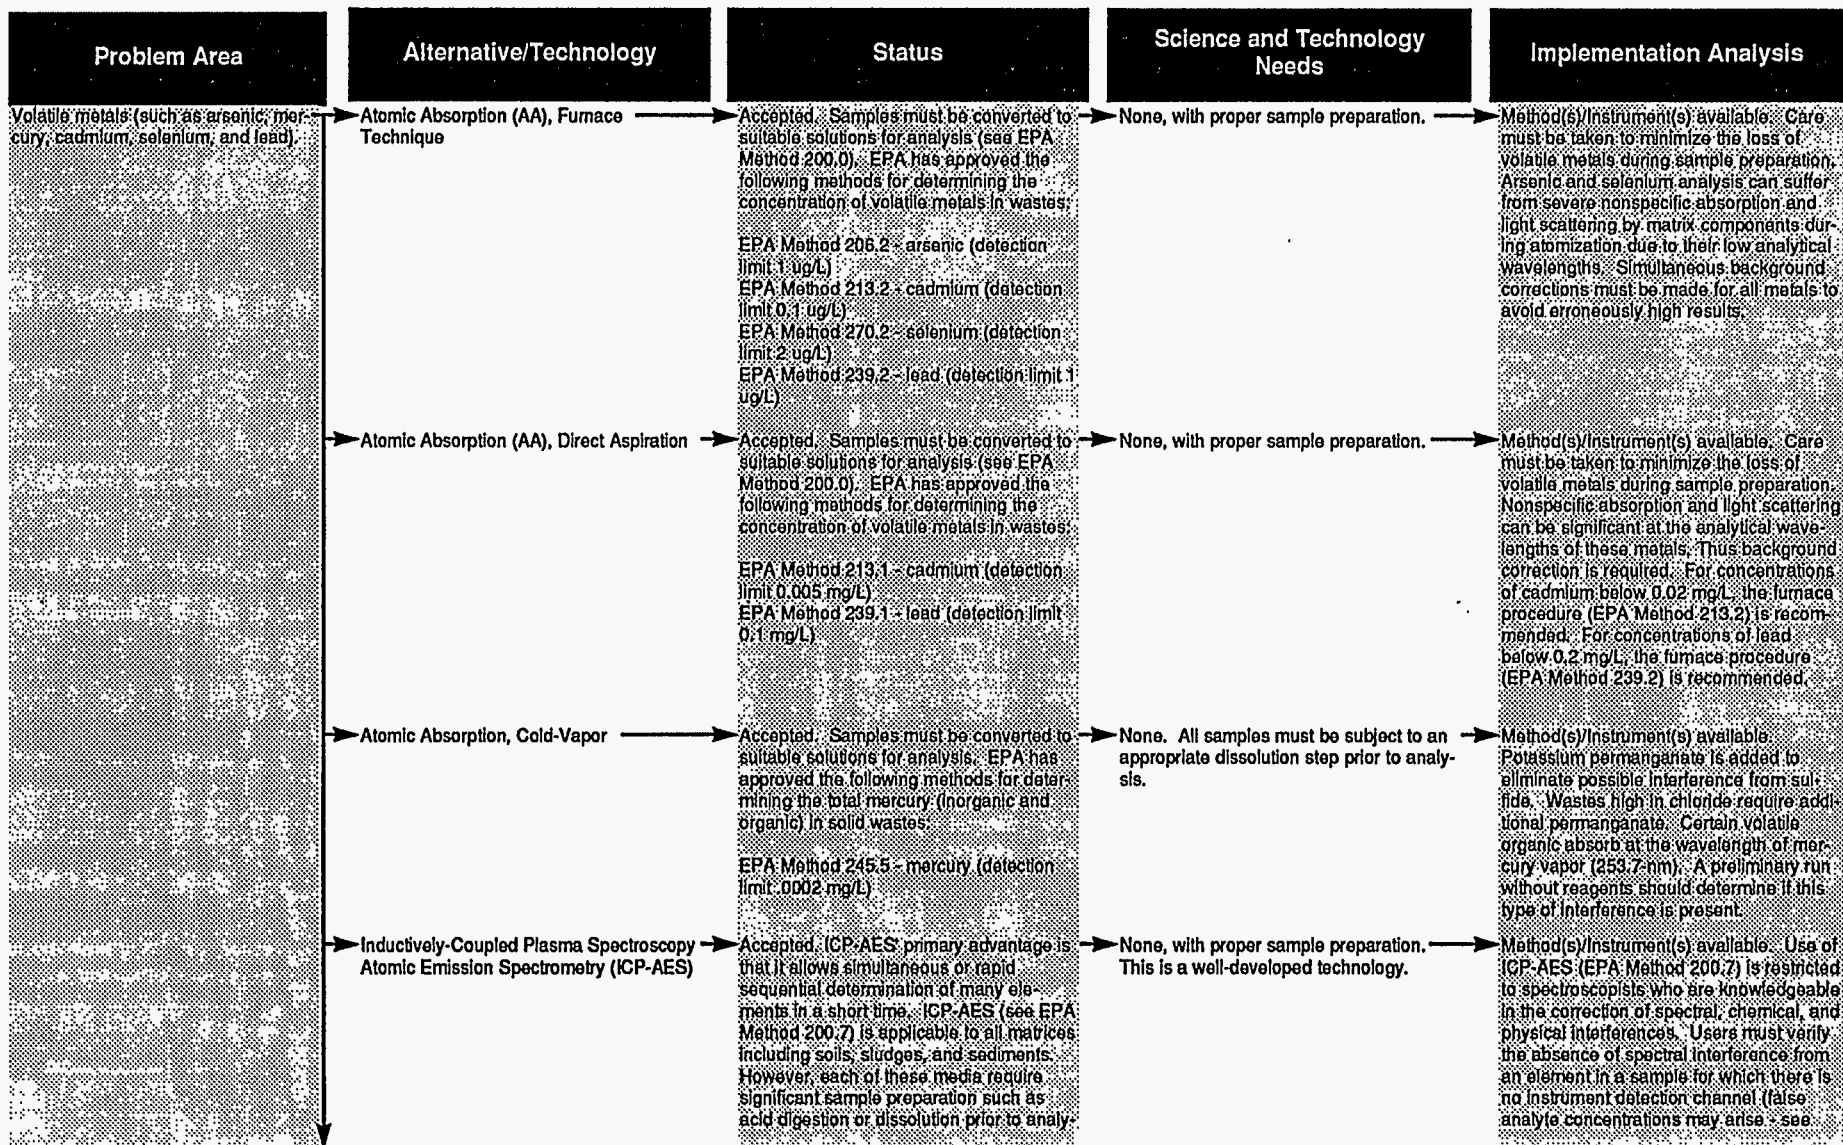 Problem Area
Alternative/Technology
Status
Science and Technology
Needs
Implementation Analysis
Volatile metals (such as arsenic, mer-
cury, cadmium, selenium, and lead).
Atomic Absorption (AA), Furnace
Technique
Accepted. Samples must be converted to
suitable solutions for analysis (see EPA
Method 200.0). EPA has approved the
following methods for determining the
concentration of volatile metals in wastes:
EPA Method 206.2 - arsenic (detection
limit 1 ug/L)
EPA Method 213.2 - cadmium (detection
limit 0.1 ug/L)
EPA Method 270.2 - selenium (detection
limit 2 ug/L)
EPA Method 239.2 - lead (detection limit 1
ug/L)
None, with proper sample preparation.
Method(s)/Instrument(s) available. Care
must be taken to minimize the loss of
volatile metals during sample preparation.
Arsenic and selenium analysis can suffer
from severe nonspecific absorption and
light scattering by matrix components dur-
ing atomization due to their low analytical
wavelengths. Simultaneous background
corrections must be made for all metals to
avoid erroneously high results.
Atomic Absorption (AA), Direct Aspiration
Accepted. Samples must be converted to
suitable solutions for analysis (see EPA
Method 200.0). EPA has approved the
following methods for determining the
concentration of volatile metals in wastes:
EPA Method 213.1 - cadmium (detection
limit 0.005 mg/L)
EPA Method 239.1 - lead (detection limit
0.1 mg/L)
None, with proper sample preparation.
Method(s)/Instrument(s) available. Care
must be taken to minimize the loss of
volatile metals during sample preparation.
Nonspecific absorption and light scattering
can be significant at the analytical wave-
lengths of these metals. Thus background
correction is required. For concentrations
of cadmium below 0.02 mg/L, the furnace
procedure (EPA Method 213.2) is recom-
mended. For concentrations of lead
below 0.2 mg/L, the furnace procedure
(EPA Method 239.2) is recommended.
Atomic Absorption, Cold-Vapor
Accepted. Samples must be converted to
suitable solutions for analysis. EPA has
approved the following methods for deter-
mining the total mercury (inorganic and
organic) in solid wastes:
EPA Method 245.5 - mercury (detection
limit .0002 mg/L)
None. All samples must be subject to an
appropriate dissolution step prior to analy-
sis.
Method(s)/Instrument(s) available.
Potassium permanganate is added to
eliminate possible interference from sul-
fide. Wastes high in chloride require addi-
tional permanganate. Certain volatile
organic absorb at the wavelength of mer-
cury vapor (253.7-nm). A preliminary run
without reagents should determine if this
type of interference is present.
Inductively-Coupled Plasma Spectroscopy
Atomic Emission Spectrometry (ICP-AES)
Accepted. ICP-AES' primary advantage is
that it allows simultaneous or rapid
sequential determination of many ele-
ments in a short time. ICP-AES (see EPA
Method 200.7) is applicable to all matrices
including soils, sludges, and sediments.
However, each of these media require
significant sample preparation such as
acid digestion or dissolution prior to analy-
None, with proper sample preparation.
This is a well-developed technology.
Method(s)/Instrument(s) available. Use of
ICP-AES (EPA Method 200.7) is restricted
to spectroscopists who are knowledgeable
in the correction of spectral, chemical, and
physical interferences. Users must verify
the absence of spectral interference from
an element in a sample for which there is
no instrument detection channel (false
analyte concentrations may arise - see